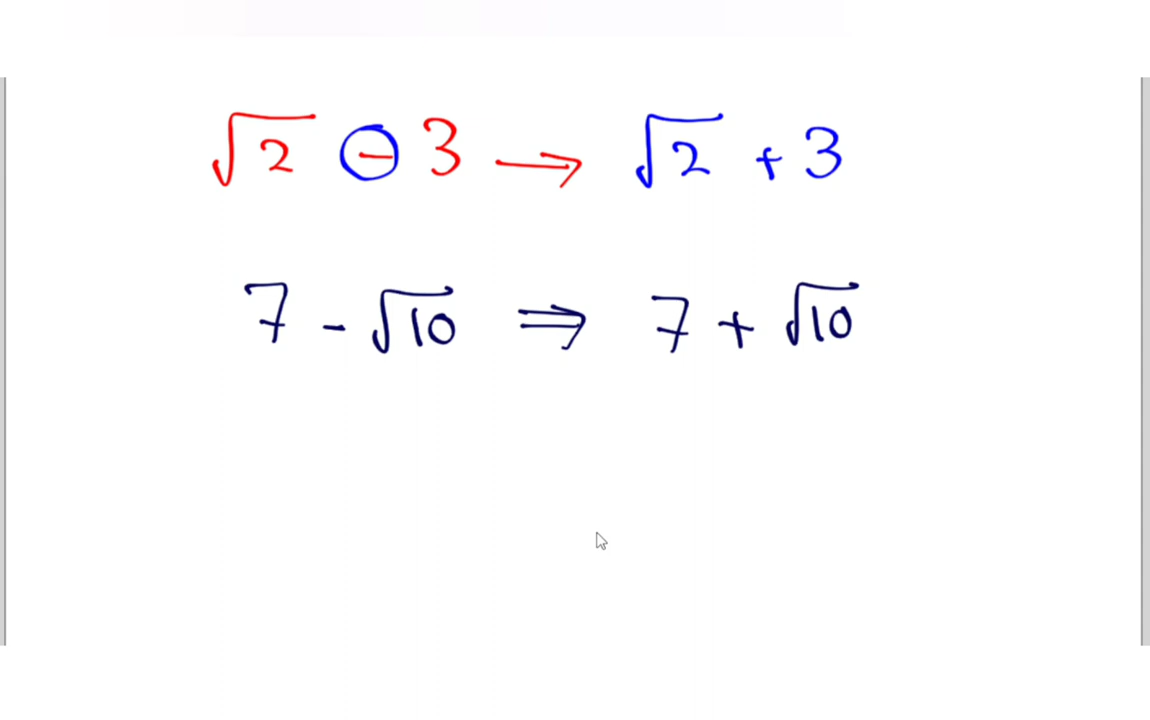 √2 - 3 → √2 + 3
7 - √10 ⇒ 7 + √10